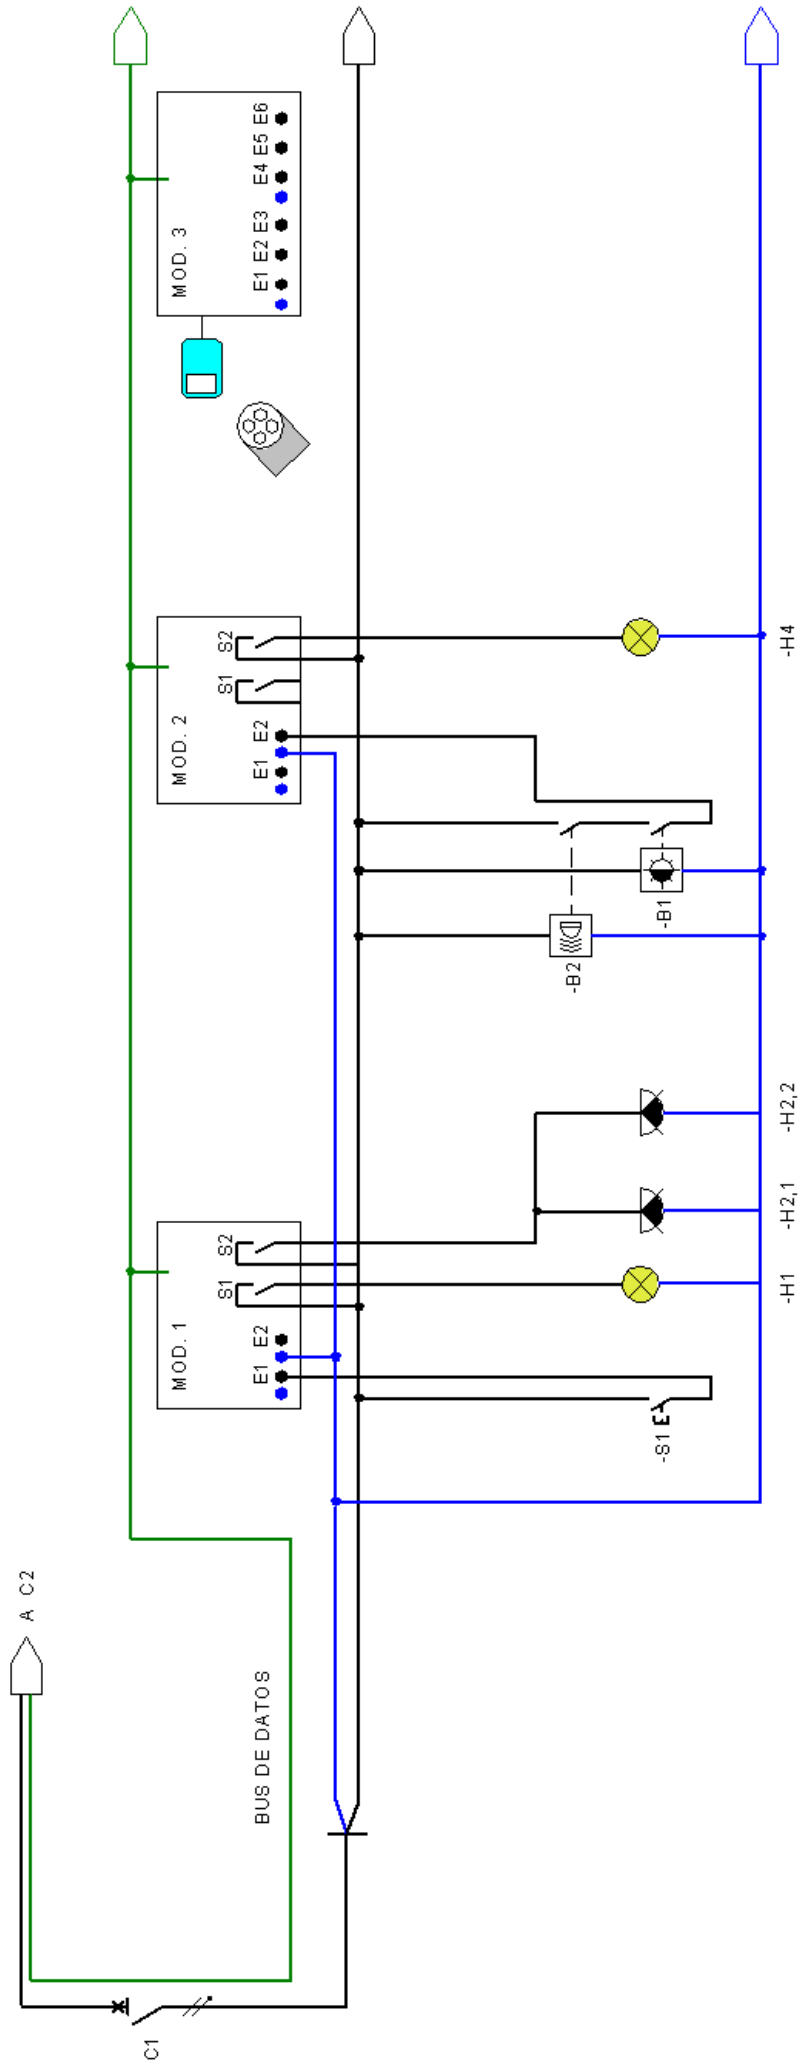 C1
A C2
BUS DE DATOS
MOD. 1
E1 E2
S1
S2
MOD. 2
E1 E2
S1
S2
MOD. 3
E1 E2 E3
E4 E5 E6
-S1
-H1
-H2,1
-H2,2
-B2
-B1
-H4